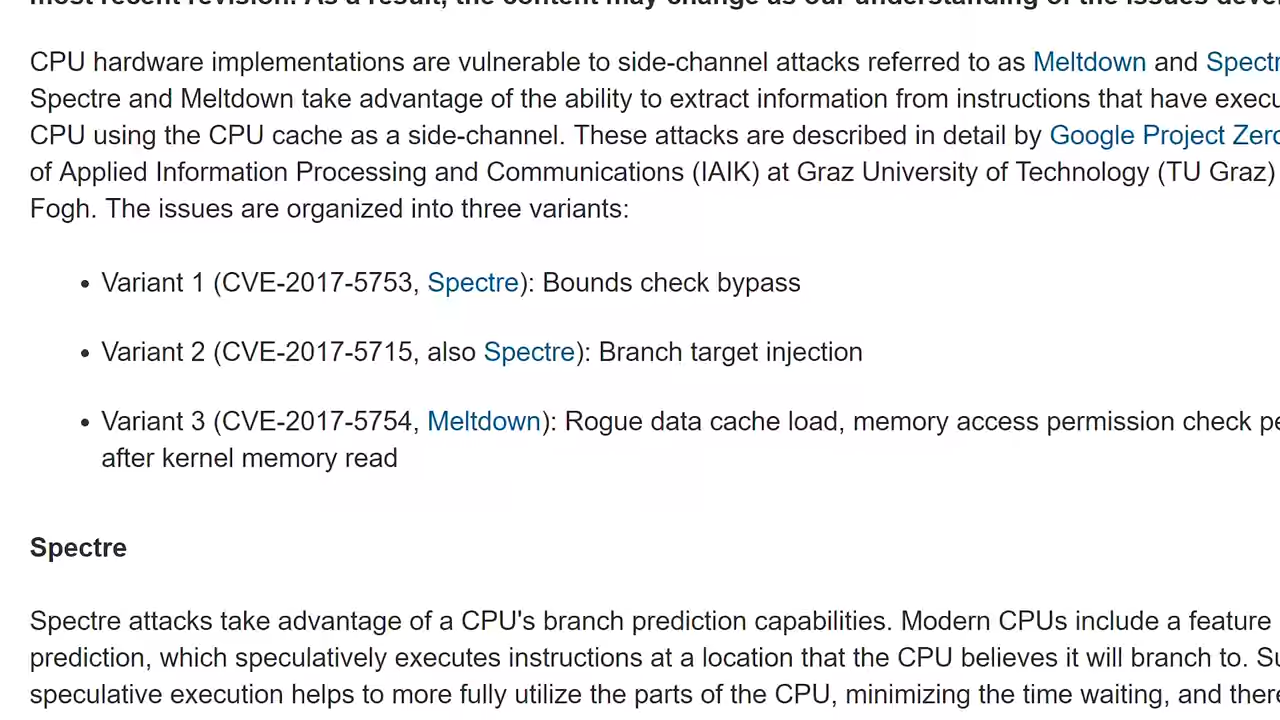 most recent revision. As a result, the content may change as our understanding of the issues
CPU hardware implementations are vulnerable to side-channel attacks referred to as Meltdown and
Spectre and Meltdown take advantage of the ability to extract information from instructions that have
CPU using the CPU cache as a side-channel. These attacks are described in detail by Google Project
of Applied Information Processing and Communications (IAIK) at Graz University of Technology (TU Graz)
Fogh. The issues are organized into three variants:
• Variant 1 (CVE-2017-5753, Spectre): Bounds check bypass
• Variant 2 (CVE-2017-5715, also Spectre): Branch target injection
• Variant 3 (CVE-2017-5754, Meltdown): Rogue data cache load, memory access permission check
after kernel memory read
Spectre
Spectre attacks take advantage of a CPU's branch prediction capabilities. Modern CPUs include a feature
prediction, which speculatively executes instructions at a location that the CPU believes it will branch to.
speculative execution helps to more fully utilize the parts of the CPU, minimizing the time waiting, and